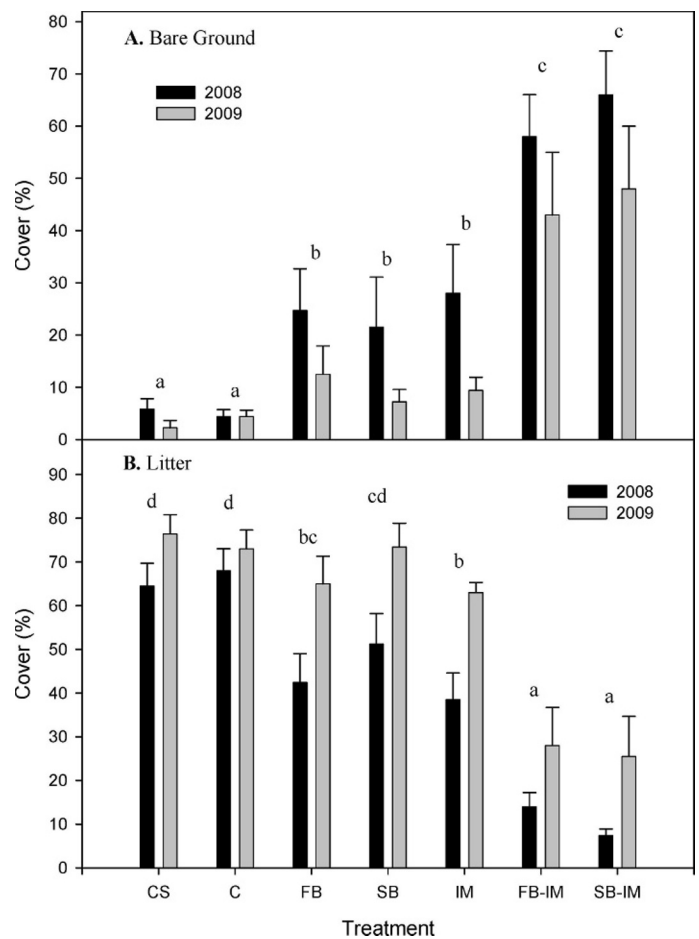 80
A. Bare Ground
c
c
70
2008
2009
60
50
Cover (%)
40
b
b
b
30
20
a
a
10
0
B. Litter
90
2008
2009
80
d
d
cd
bc
70
b
60
50
Cover (%)
40
a
a
30
20
10
0
CS
C
FB
SB
IM
FB-IM
SB-IM
Treatment